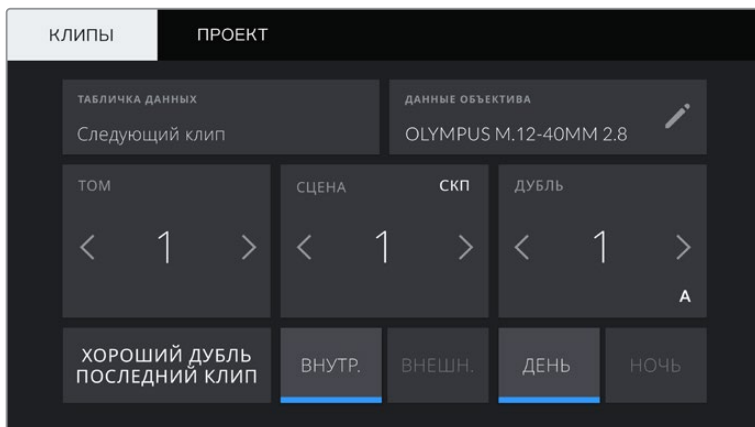 КЛИПЫ ПРОЕКТ
ТАБЛИЧКА ДАННЫХ
Следующий клип
ДАННЫЕ ОБЪЕКТИВА
OLYMPUS M.12-40MM 2.8
ТОМ
1
СЦЕНА СКП
1
ДУБЛЬ
1
A
ХОРОШИЙ ДУБЛЬ
ПОСЛЕДНИЙ КЛИП
ВНУТР. ВНЕШН. ДЕНЬ НОЧЬ